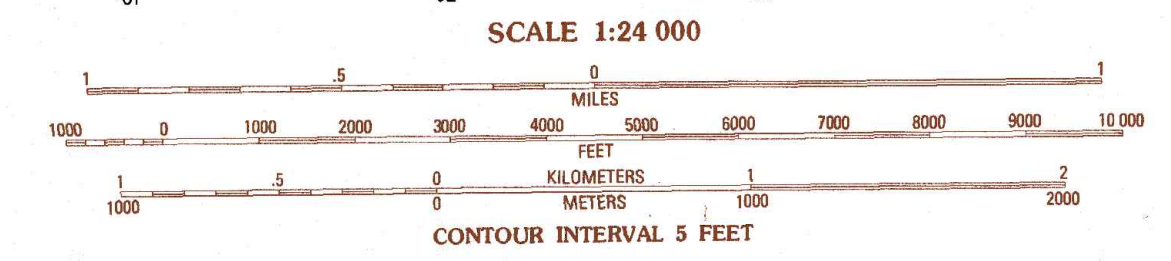 SCALE 1:24 000
1 .5 0 1
MILES
1000 0 1000 2000 3000 4000 5000 6000 7000 8000 9000 10 000
FEET
1 .5 0 KILOMETERS 1 2
1000 0 METERS 1000 2000
CONTOUR INTERVAL 5 FEET